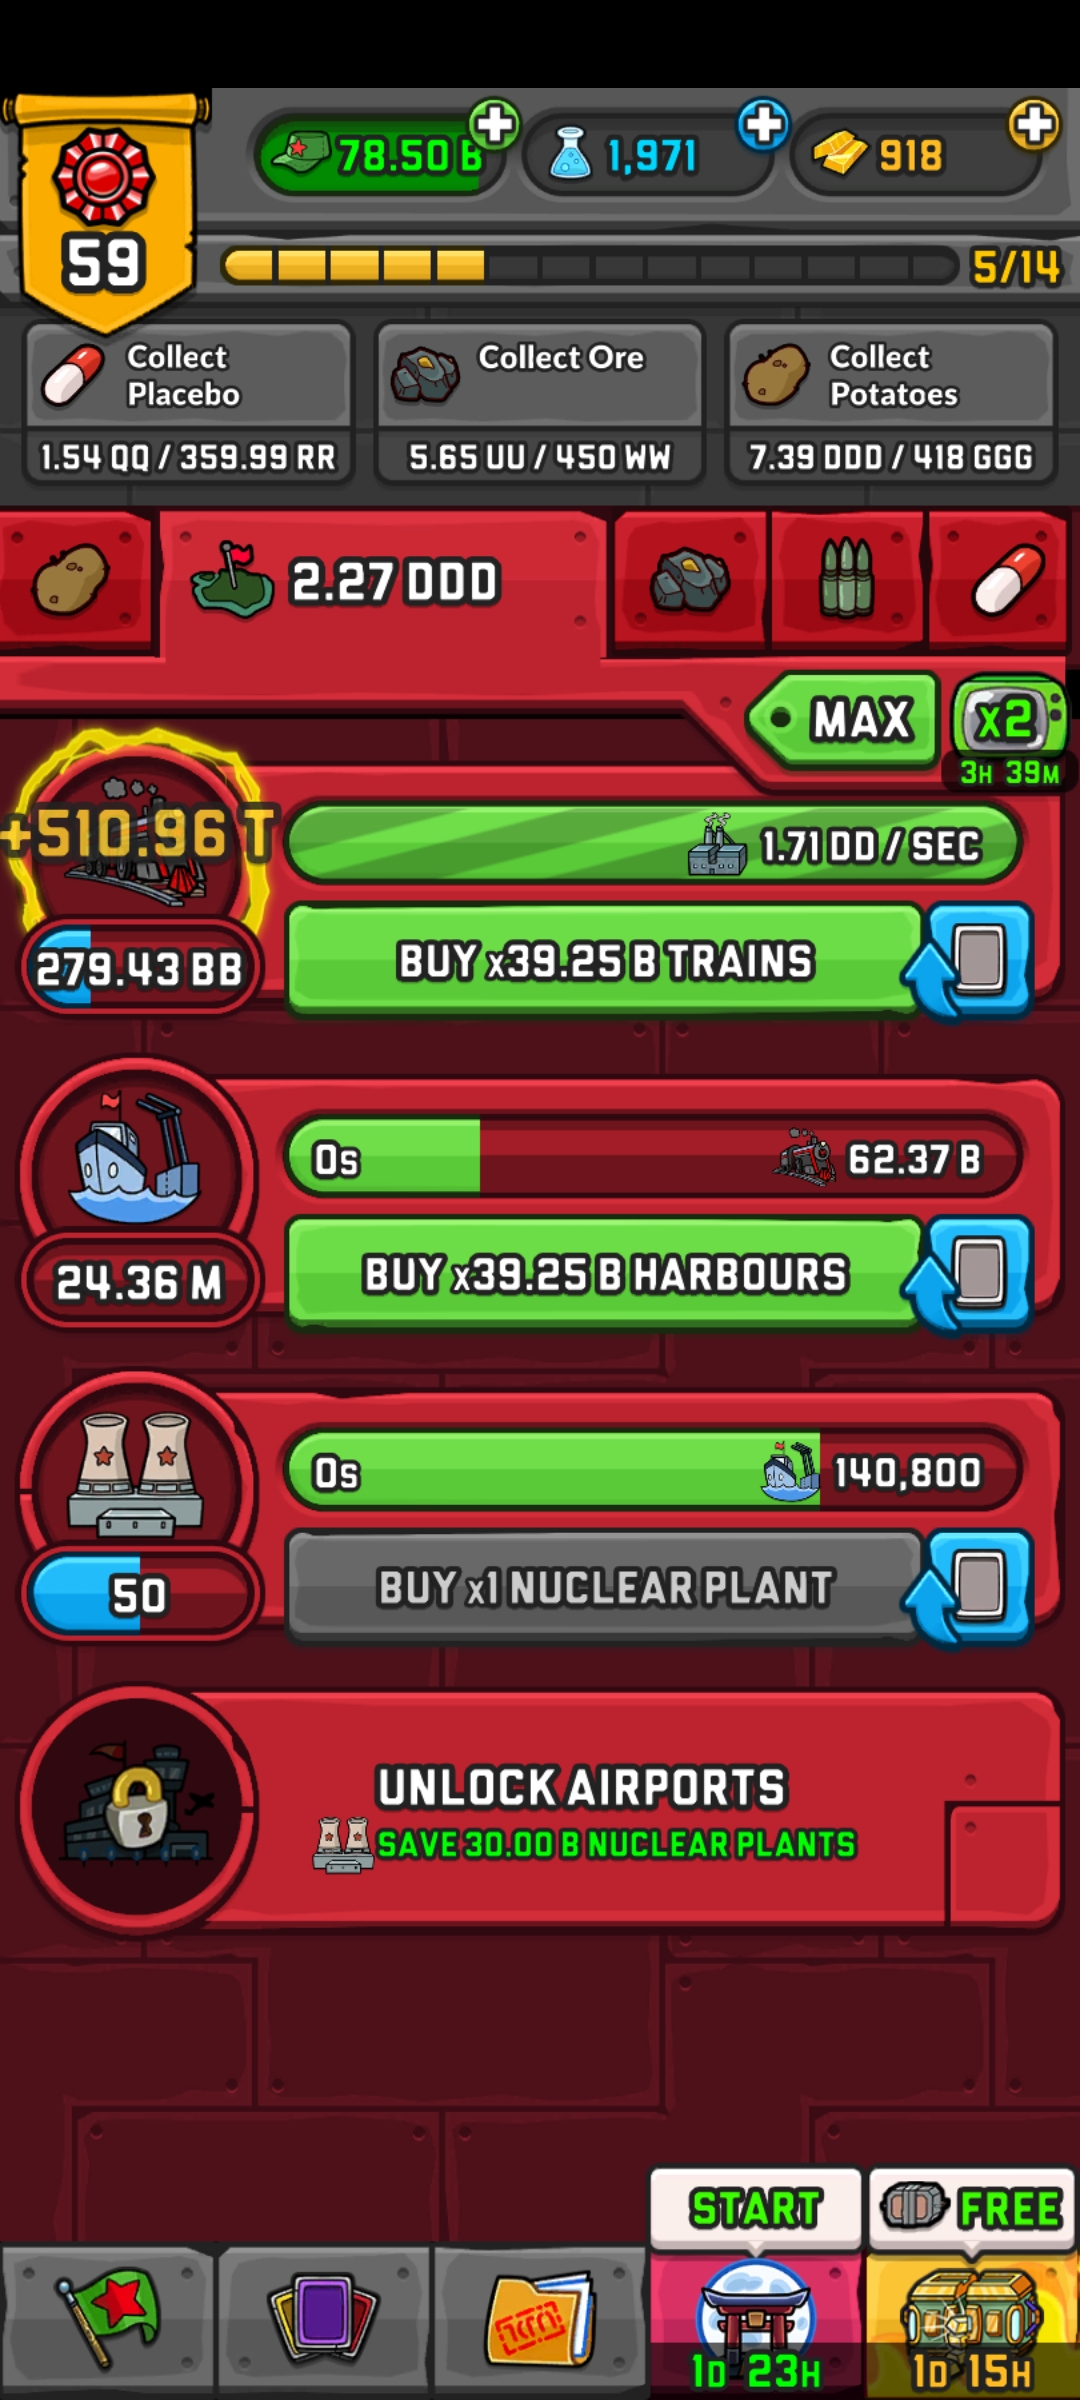 78.50 B
1,971
918
59
5/14
Collect
Placebo
1.54 QQ / 359.99 RR
Collect Ore
5.65 UU / 450 WW
Collect
Potatoes
7.39 DDD / 418 GGG
2.27 DDD
MAX
x2
3H 39M
+510.96 T
1.71 DD / SEC
279.43 BB
BUY x39.25 B TRAINS
0s
62.37 B
24.36 M
BUY x39.25 B HARBOURS
0s
140,800
50
BUY x1 NUCLEAR PLANT
UNLOCK AIRPORTS
SAVE 30.00 B NUCLEAR PLANTS
START
FREE
1D 23H
1D 15H